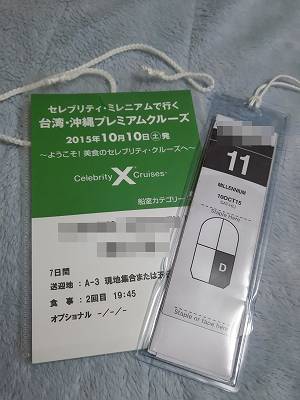 セレブリティ・ミレニアムで行く
台湾・沖縄プレミアムクルーズ
2015年10月10日㊏発
～ようこそ！美食のセレブリティ・クルーズへ～
Celebrity X Cruises
船室カテゴリー
7日間
送迎地：A-3 現地集合または
食 事：2回目 19:45
オプショナル -/-/-
11
MILLENNIUM
10OCT15
Staple Here
D
Staple or face here